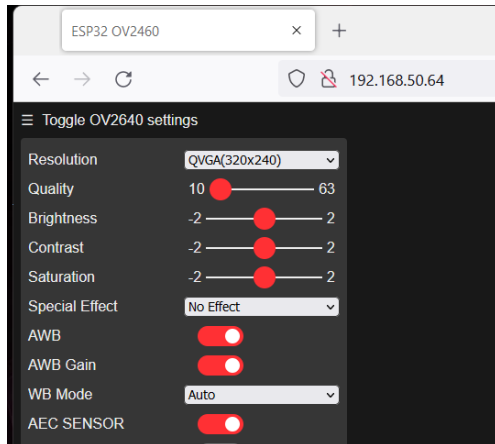 ESP32 OV2460
192.168.50.64
☰ Toggle OV2640 settings
Resolution QVGA(320x240)
Quality 10 63
Brightness -2 2
Contrast -2 2
Saturation -2 2
Special Effect No Effect
AWB
AWB Gain
WB Mode Auto
AEC SENSOR